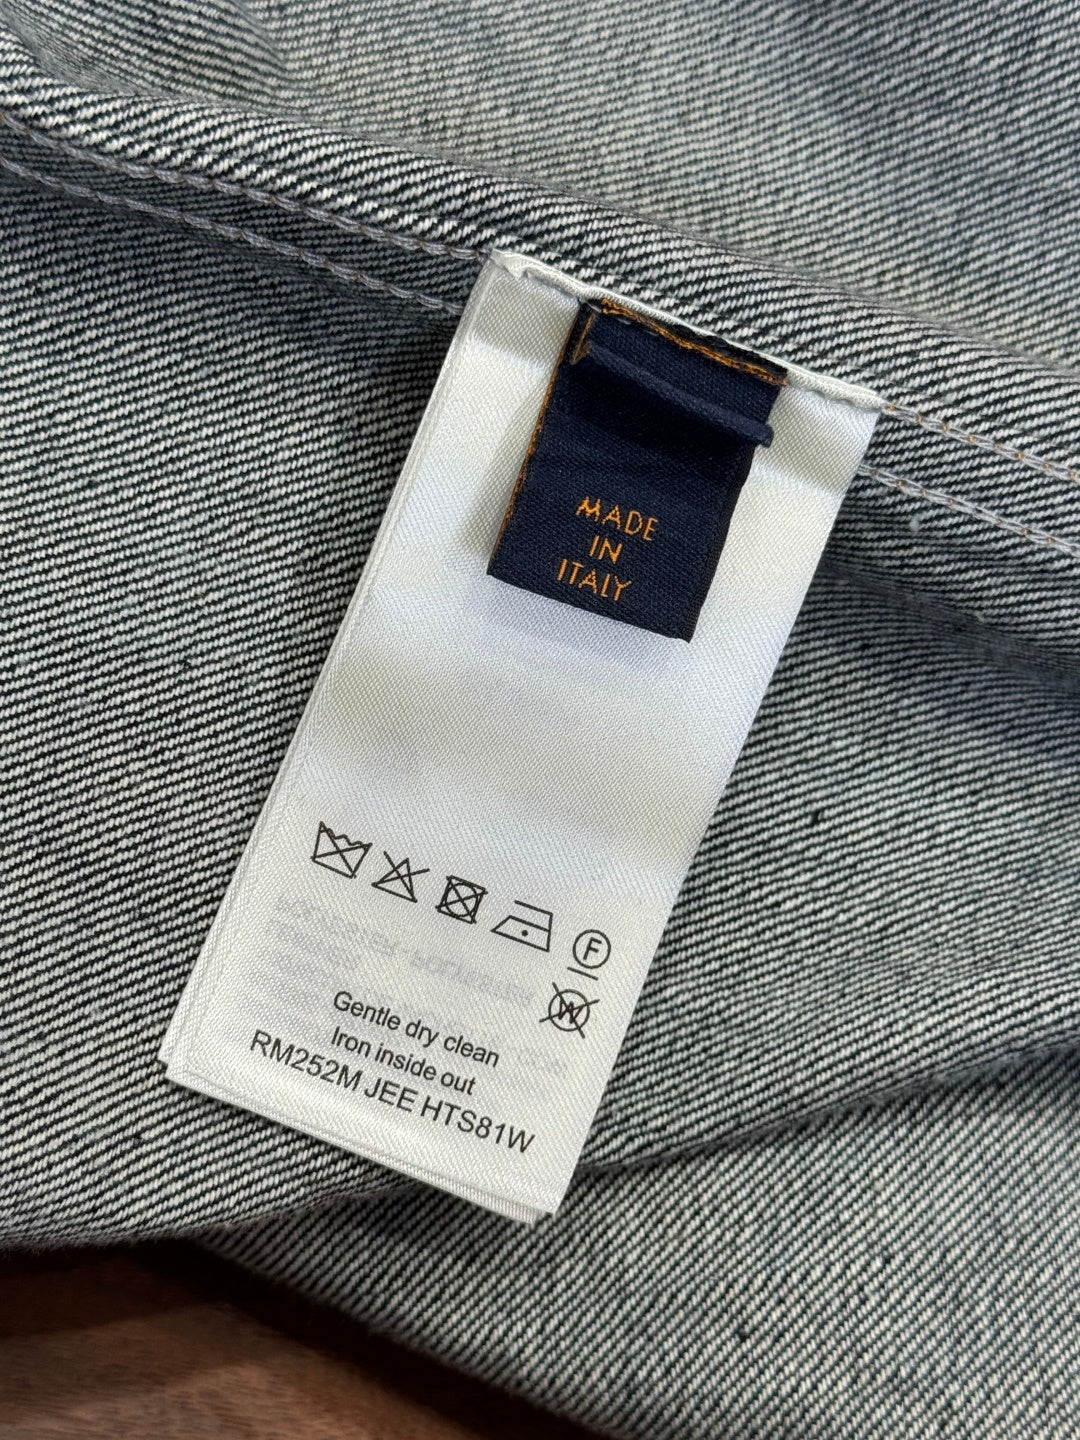 MADE
IN
ITALY
F
W
Gentle dry clean
Iron inside out
RM252M JEE HTS81W